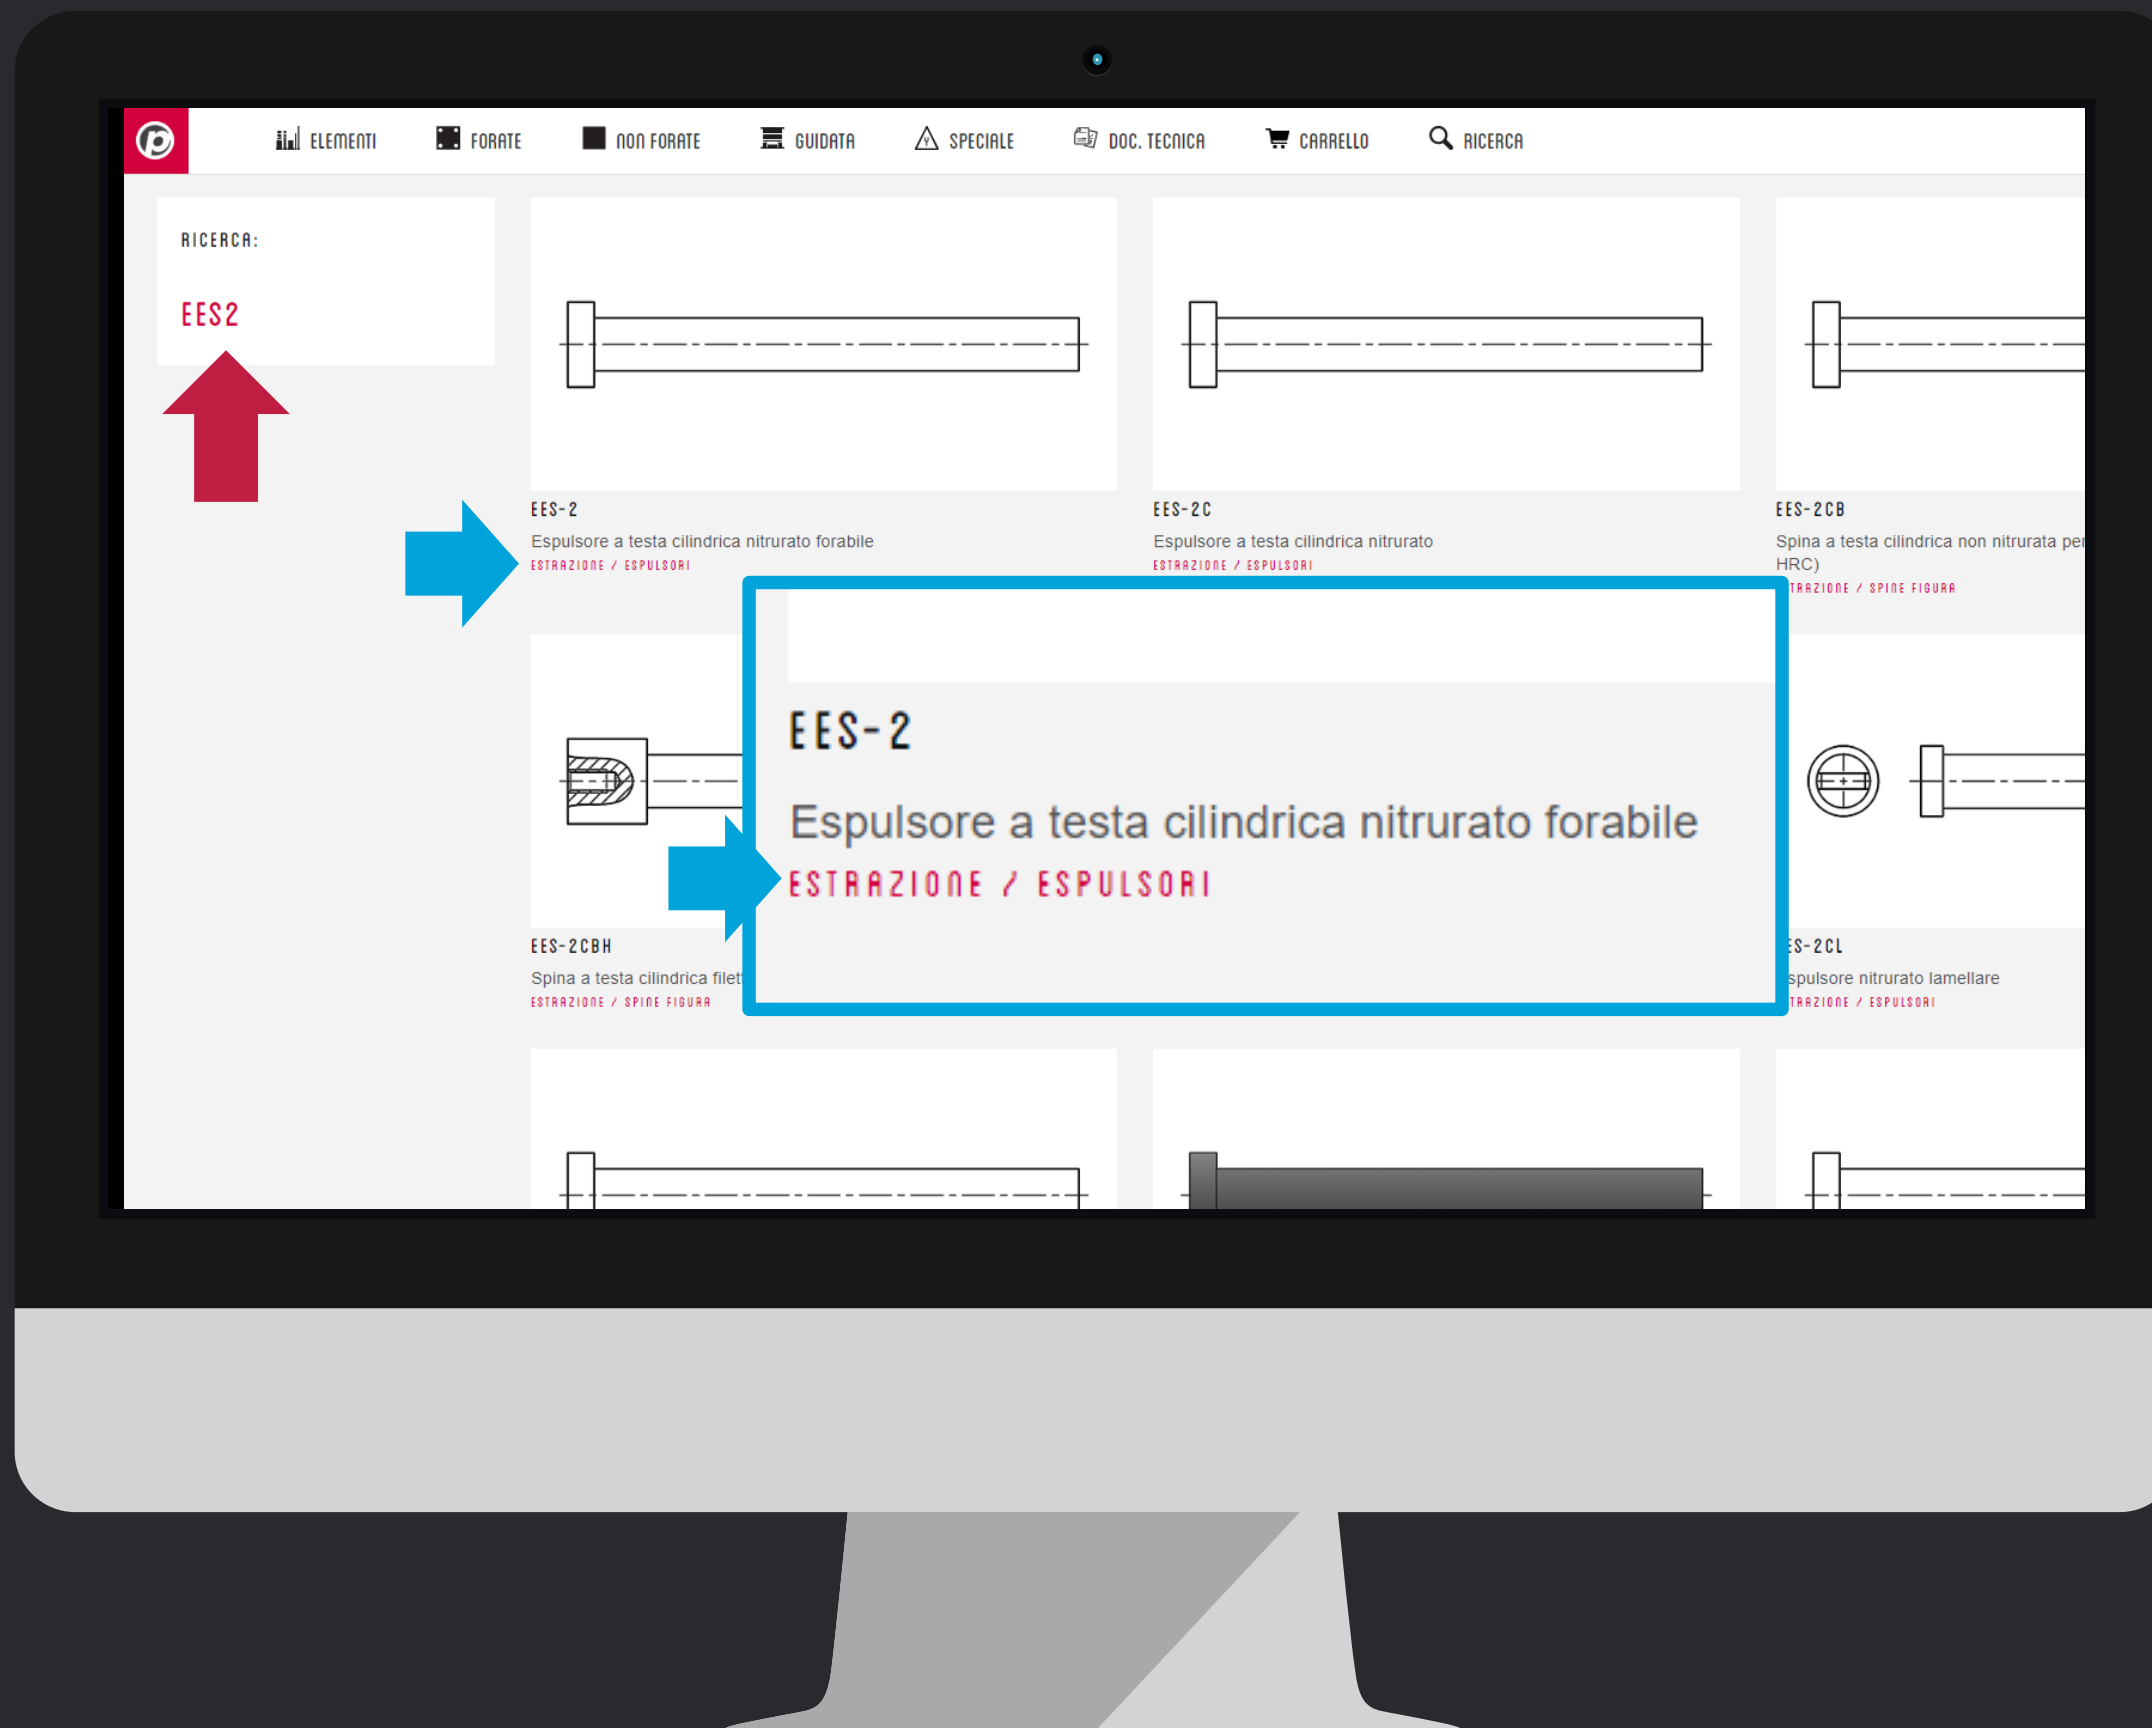 ELEMENTI
FORATE
NON FORATE
GUIDATA
SPECIALE
DOC. TECNICA
CARRELLO
RICERCA
RICERCA:
EES2
EES-2
Espulsore a testa cilindrica nitrurato forabile
ESTRAZIONE / ESPULSORI
EES-2C
Espulsore a testa cilindrica nitrurato
ESTRAZIONE / ESPULSORI
EES-2CB
Spina a testa cilindrica non nitrurata per
HRC)
TRAZIONE / SPINE FIGURA
EES-2
Espulsore a testa cilindrica nitrurato forabile
ESTRAZIONE / ESPULSORI
EES-2CBH
Spina a testa cilindrica filet
ESTRAZIONE / SPINE FIGURA
ES-2CL
spulsore nitrurato lamellare
TRAZIONE / ESPULSORI